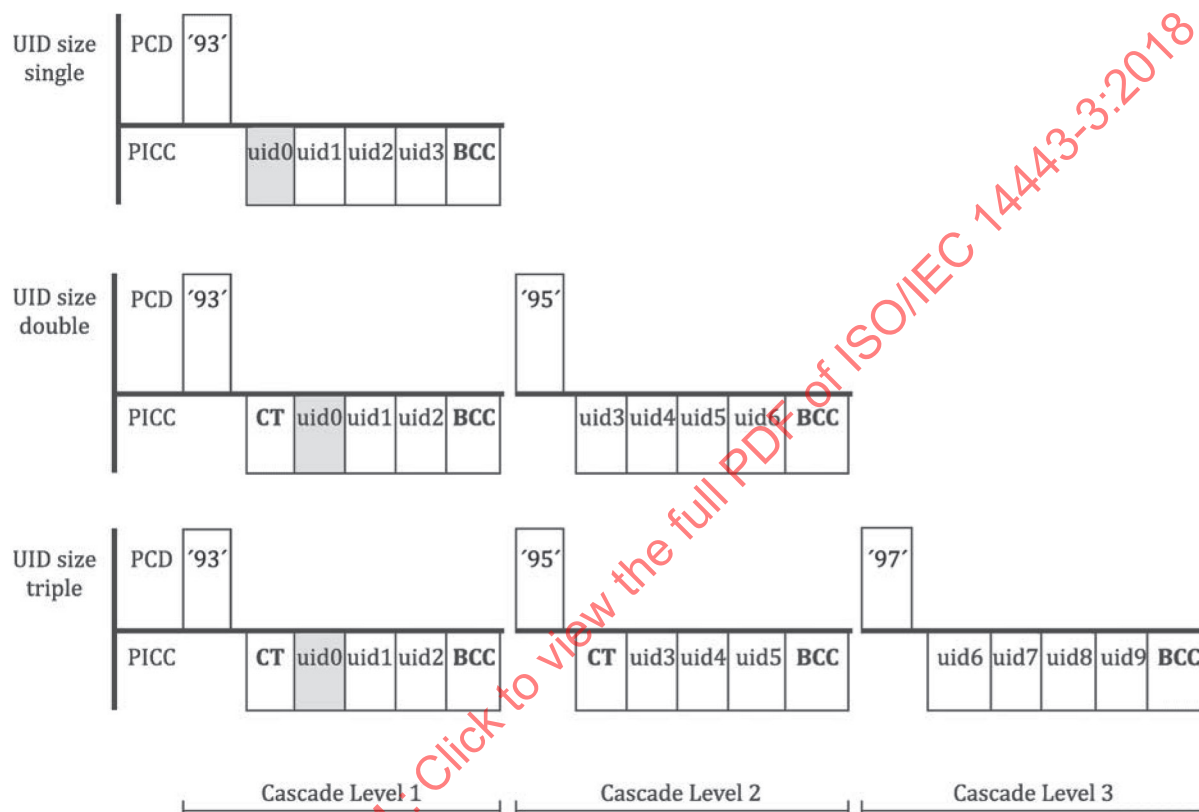 UID size
single
PCD ´93´
PICC uid0 uid1 uid2 uid3 BCC
UID size
double
PCD ´93´ ´95´
PICC CT uid0 uid1 uid2 BCC uid3 uid4 uid5 uid6 BCC
UID size
triple
PCD ´93´ ´95´ ´97´
PICC CT uid0 uid1 uid2 BCC CT uid3 uid4 uid5 BCC uid6 uid7 uid8 uid9 BCC
Cascade Level 1 Cascade Level 2 Cascade Level 3
Click to view the full PDF of ISO/IEC 14443-3:2018